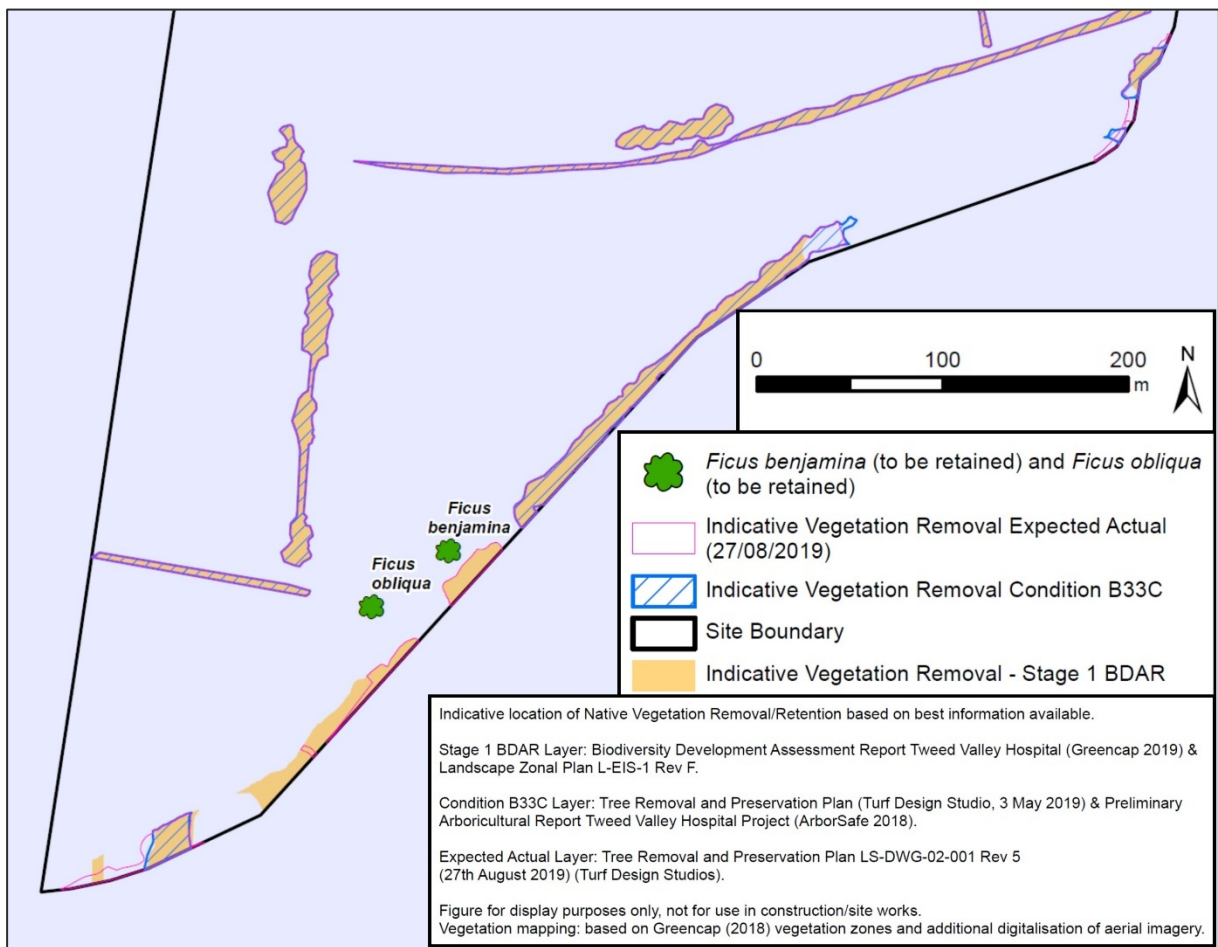 Ficus
benjamina
Ficus
obliqua
0 100 200
m
N
Ficus benjamina (to be retained) and Ficus obliqua
(to be retained)
Indicative Vegetation Removal Expected Actual
(27/08/2019)
Indicative Vegetation Removal Condition B33C
Site Boundary
Indicative Vegetation Removal - Stage 1 BDAR
Indicative location of Native Vegetation Removal/Retention based on best information available.
Stage 1 BDAR Layer: Biodiversity Development Assessment Report Tweed Valley Hospital (Greencap 2019) &
Landscape Zonal Plan L-EIS-1 Rev F.
Condition B33C Layer: Tree Removal and Preservation Plan (Turf Design Studio, 3 May 2019) & Preliminary
Arboricultural Report Tweed Valley Hospital Project (ArborSafe 2018).
Expected Actual Layer: Tree Removal and Preservation Plan LS-DWG-02-001 Rev 5
(27th August 2019) (Turf Design Studios).
Figure for display purposes only, not for use in construction/site works.
Vegetation mapping: based on Greencap (2018) vegetation zones and additional digitalisation of aerial imagery.